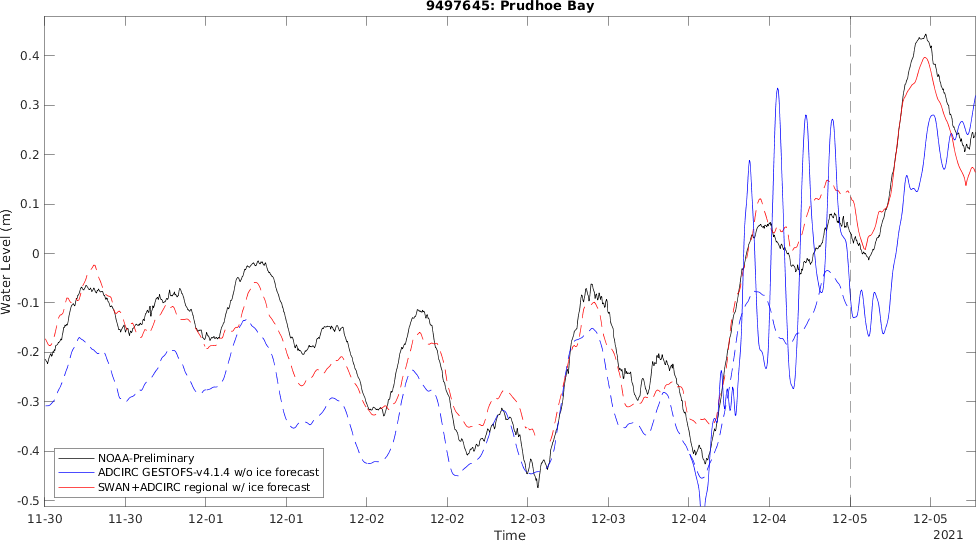 9497645: Prudhoe Bay
Water Level (m)
0.4
0.3
0.2
0.1
0
-0.1
-0.2
-0.3
-0.4
-0.5
NOAA-Preliminary
ADCIRC GESTOFS-v4.1.4 w/o ice forecast
SWAN+ADCIRC regional w/ ice forecast
11-30 11-30 12-01 12-01 12-02 12-02 12-03 12-03 12-04 12-04 12-05 12-05
Time
2021